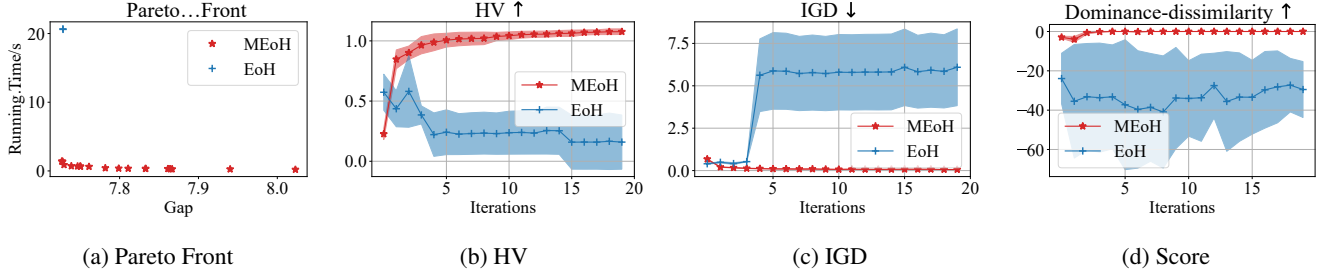 Pareto…Front
20
10
0
Running.Time/s
7.8
7.9
8.0
Gap
MEoH
EoH
(a) Pareto Front
HV ↑
1.0
0.5
0.0
5
10
15
20
Iterations
MEoH
EoH
(b) HV
IGD ↓
7.5
5.0
2.5
0.0
5
10
15
20
Iterations
MEoH
EoH
(c) IGD
Dominance-dissimilarity ↑
0
−20
−40
−60
5
10
15
Iterations
MEoH
EoH
(d) Score